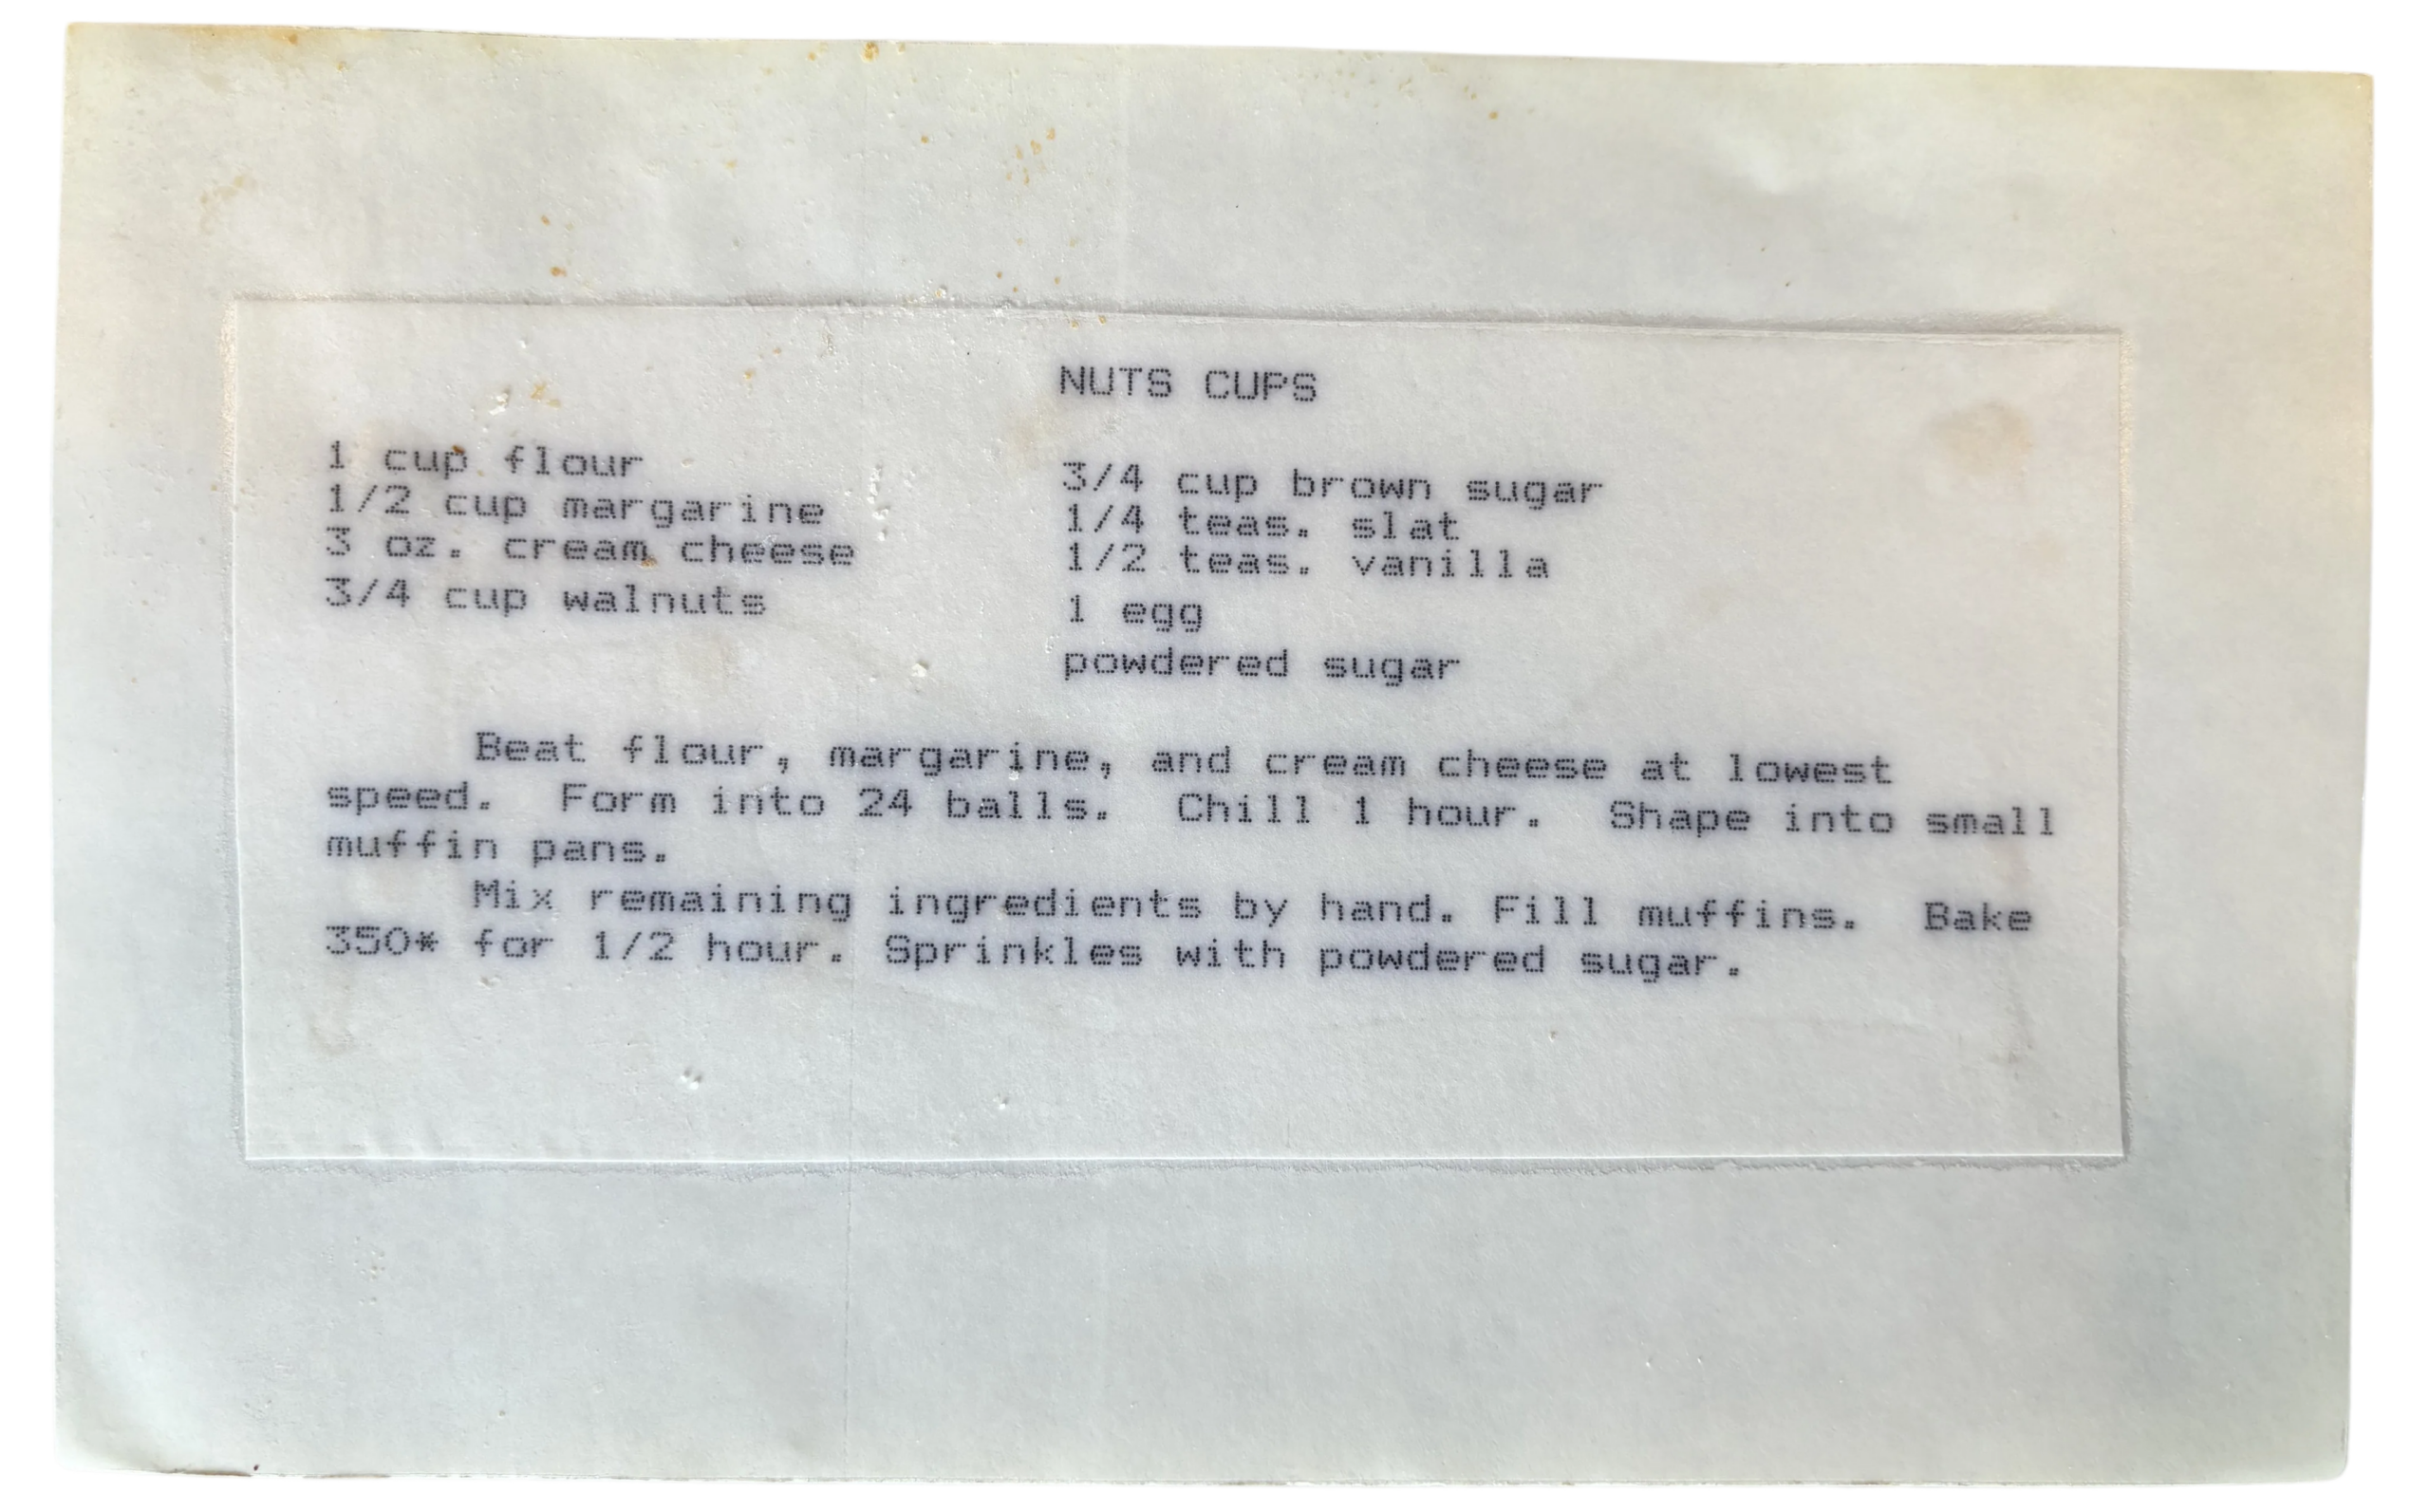 NUTS CUPS
1 cup flour
1/2 cup margarine
3 oz. cream cheese
3/4 cup walnuts
3/4 cup brown sugar
1/4 teas. slat
1/2 teas. vanilla
1 egg
powdered sugar
Beat flour, margarine, and cream cheese at lowest
speed. Form into 24 balls. Chill 1 hour. Shape into small
muffin pans.
Mix remaining ingredients by hand. Fill muffins. Bake
350* for 1/2 hour. Sprinkles with powdered sugar.